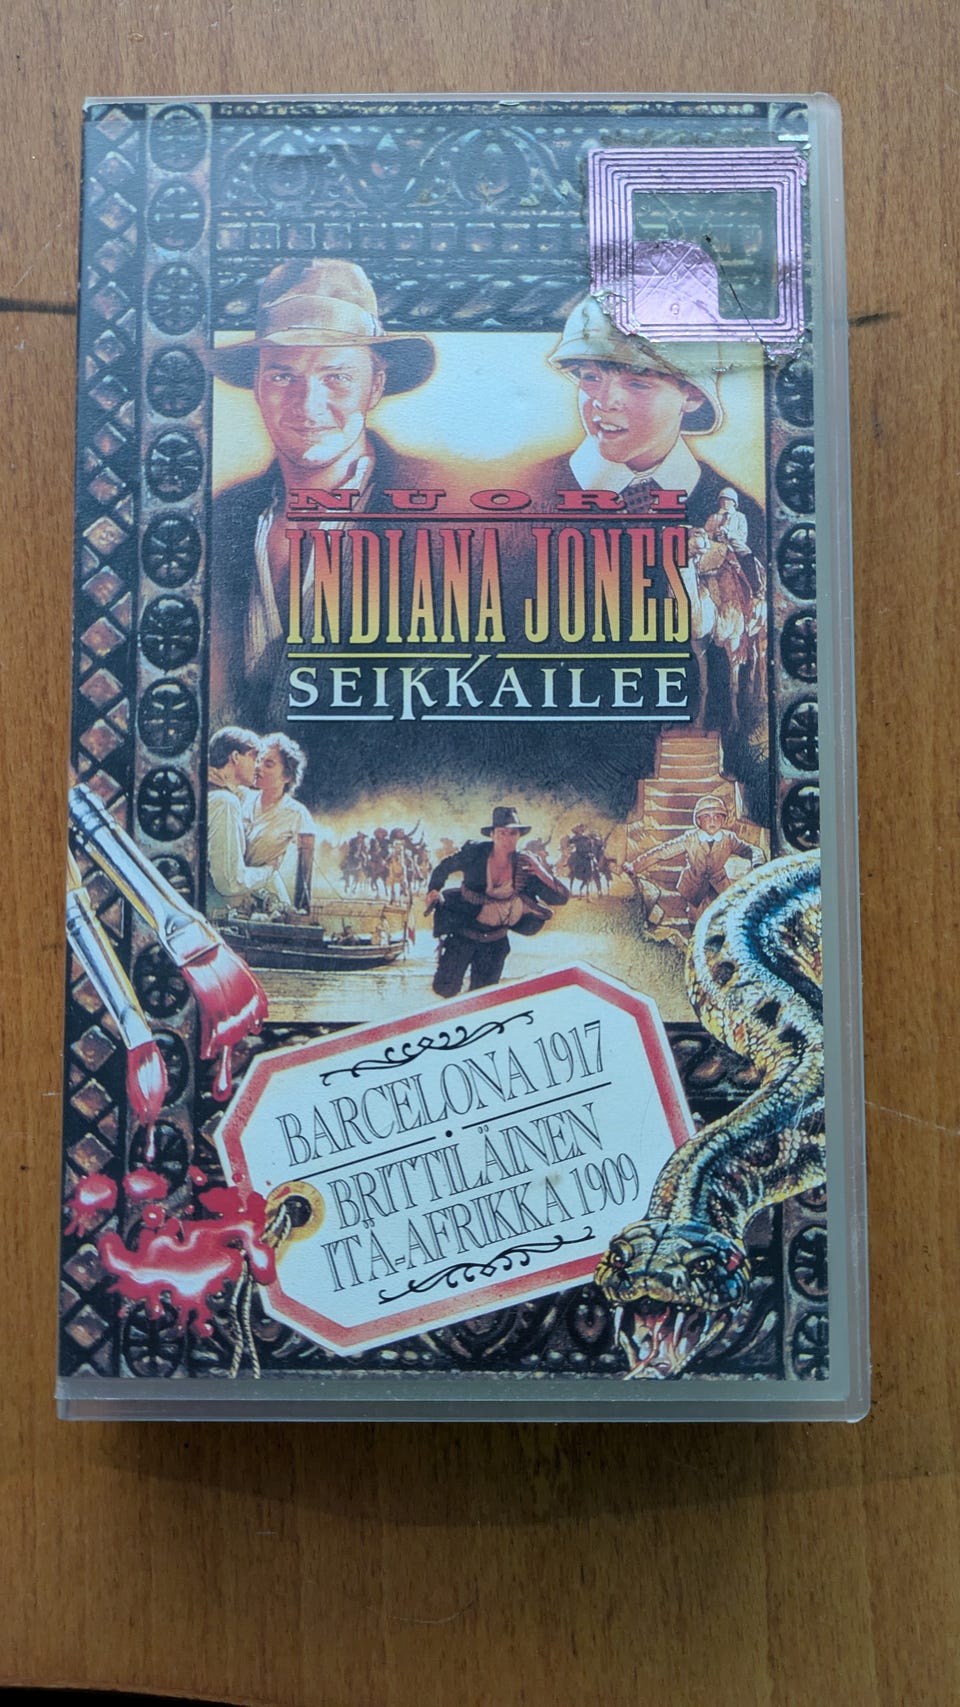 NUORI
INDIANA JONES
SEIKKAILEE
BARCELONA 1917
BRITTILÄINEN
ITÄ-AFRIKKA 1909